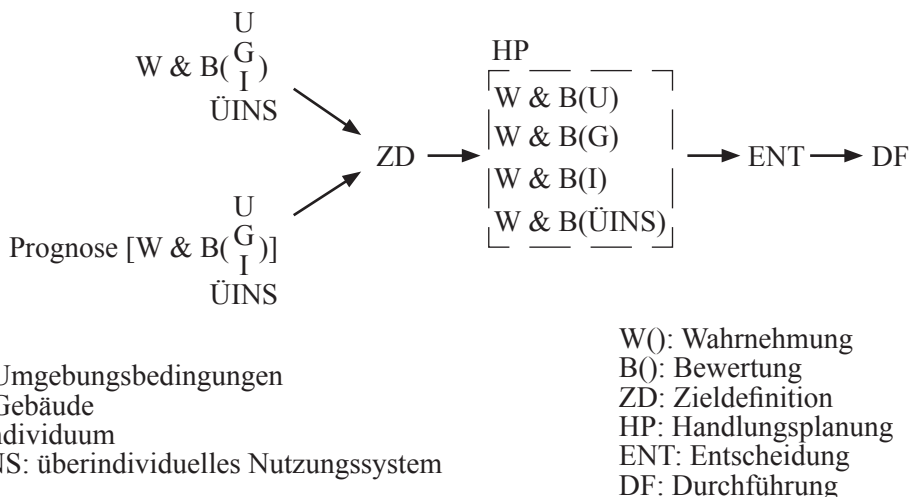 U
W & B( G )
I
ÜINS
Prognose [W & B( G )]
U
I
ÜINS
ZD
HP
W & B(U)
W & B(G)
W & B(I)
W & B(ÜINS)
ENT
DF
Umgebungsbedingungen
Gebäude
ndividuum
NS: überindividuelles Nutzungssystem
W(): Wahrnehmung
B(): Bewertung
ZD: Zieldefinition
HP: Handlungsplanung
ENT: Entscheidung
DF: Durchführung